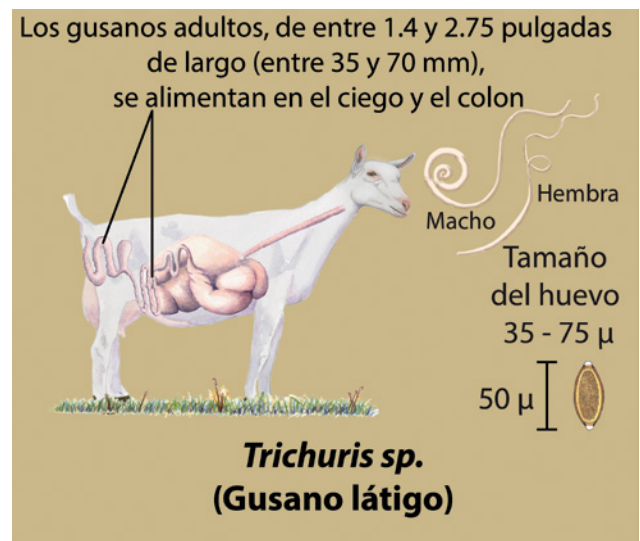 Los gusanos adultos, de entre 1.4 y 2.75 pulgadas
de largo (entre 35 y 70 mm),
se alimentan en el ciego y el colon
Macho
Hembra
Tamaño
del huevo
35 - 75 µ
50 µ
Trichuris sp.
(Gusano látigo)